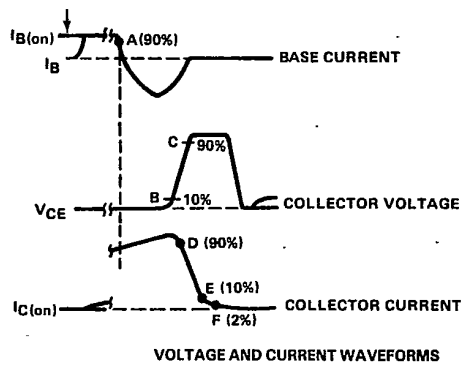 IB(on)
A (90%)
IB
BASE CURRENT
C
90%
B
10%
VCE
COLLECTOR VOLTAGE
D (90%)
E (10%)
IC(on)
COLLECTOR CURRENT
F (2%)
VOLTAGE AND CURRENT WAVEFORMS